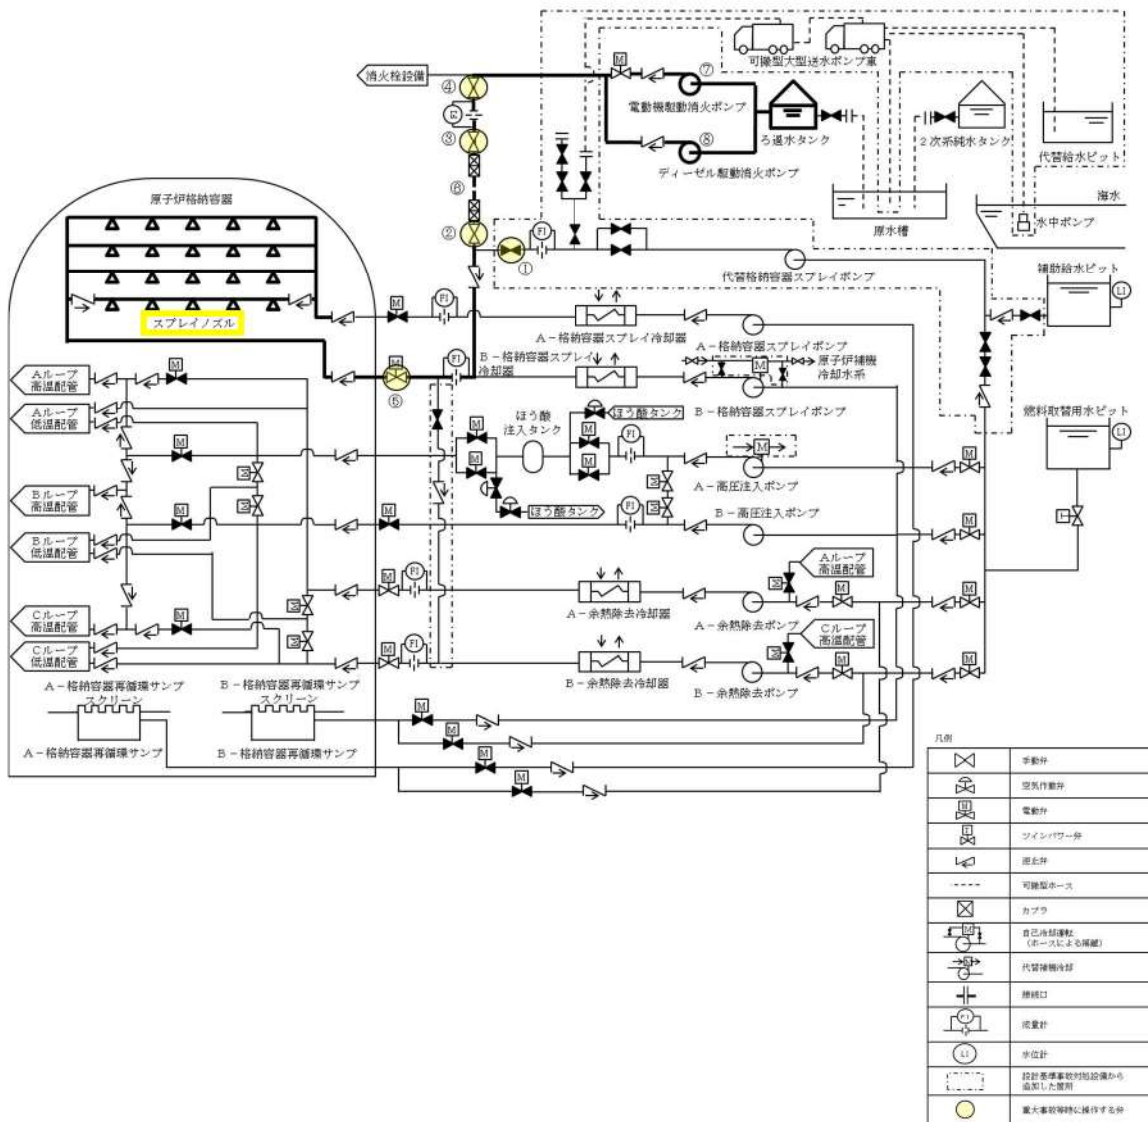 可搬型大型送水ポンプ車
消火栓設備
④
M
⑦
電動機駆動消火ポンプ
ろ過水タンク
2次系純水タンク
代替給水ピット
③
⑧
ディーゼル駆動消火ポンプ
⑥
海水
水中ポンプ
原水槽
原子炉格納容器
②
FI
①
代替格納容器スプレイポンプ
補助給水ピット
LI
スプレイノズル
M
FI
A-格納容器スプレイ冷却器
A-格納容器スプレイポンプ
B-格納容器スプレイ
冷却器
M
原子炉補機
冷却水系
M
FI
⑤
B-格納容器スプレイポンプ
Aループ
高温配管
M
Aループ
低温配管
ほう酸
注入タンク
ほう酸タンク
燃料取替用水ピット
LI
M
M
M
FI
M
M
M
M
M
A-高圧注入ポンプ
M
Bループ
高温配管
M
M
M
ほう酸タンク
FI
M
B-高圧注入ポンプ
M
Bループ
低温配管
Aループ
高温配管
M
FI
M
M
M
M
A-余熱除去冷却器
A-余熱除去ポンプ
Cループ
高温配管
M
Cループ
高温配管
Cループ
低温配管
M
M
FI
M
M
M
B-余熱除去冷却器
B-余熱除去ポンプ
A-格納容器再循環サンプ
スクリーン
B-格納容器再循環サンプ
スクリーン
M
A-格納容器再循環サンプ
B-格納容器再循環サンプ
M
M
M
凡例
手動弁
空気作動弁
M
電動弁
T
ツインパワー弁
逆止弁
可搬型ホース
カプラ
M
自己冷却運転
(ホースによる接続)
M
代替補機冷却
接続口
FI
流量計
LI
水位計
設計基準事故対処設備から
追加した箇所
重大事故等時に操作する弁